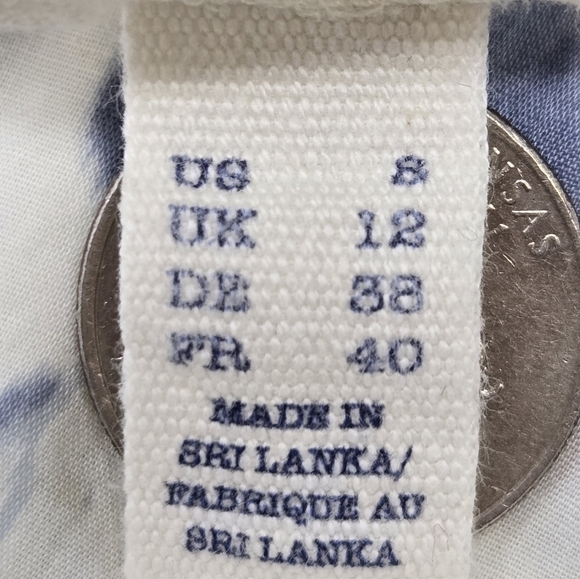 US 8
UK 12
DE 38
FR 40
MADE IN
SRI LANKA/
FABRIQUE AU
SRI LANKA